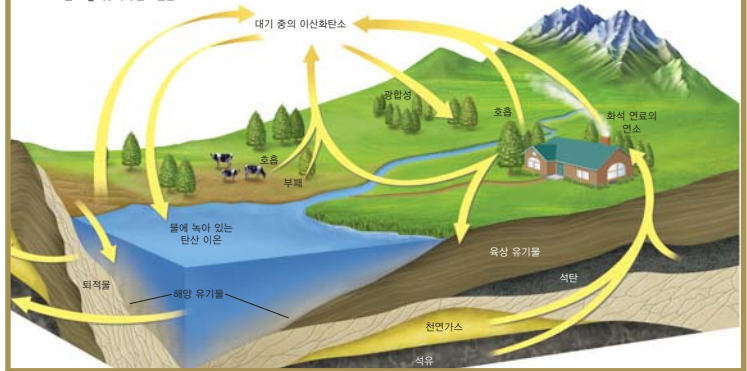 대기 중의 이산화탄소
광합성
호흡
화석 연료의
연소
호흡
부패
물에 녹아 있는
탄산 이온
육상 유기물
석탄
퇴적물
해양 유기물
천연가스
석유